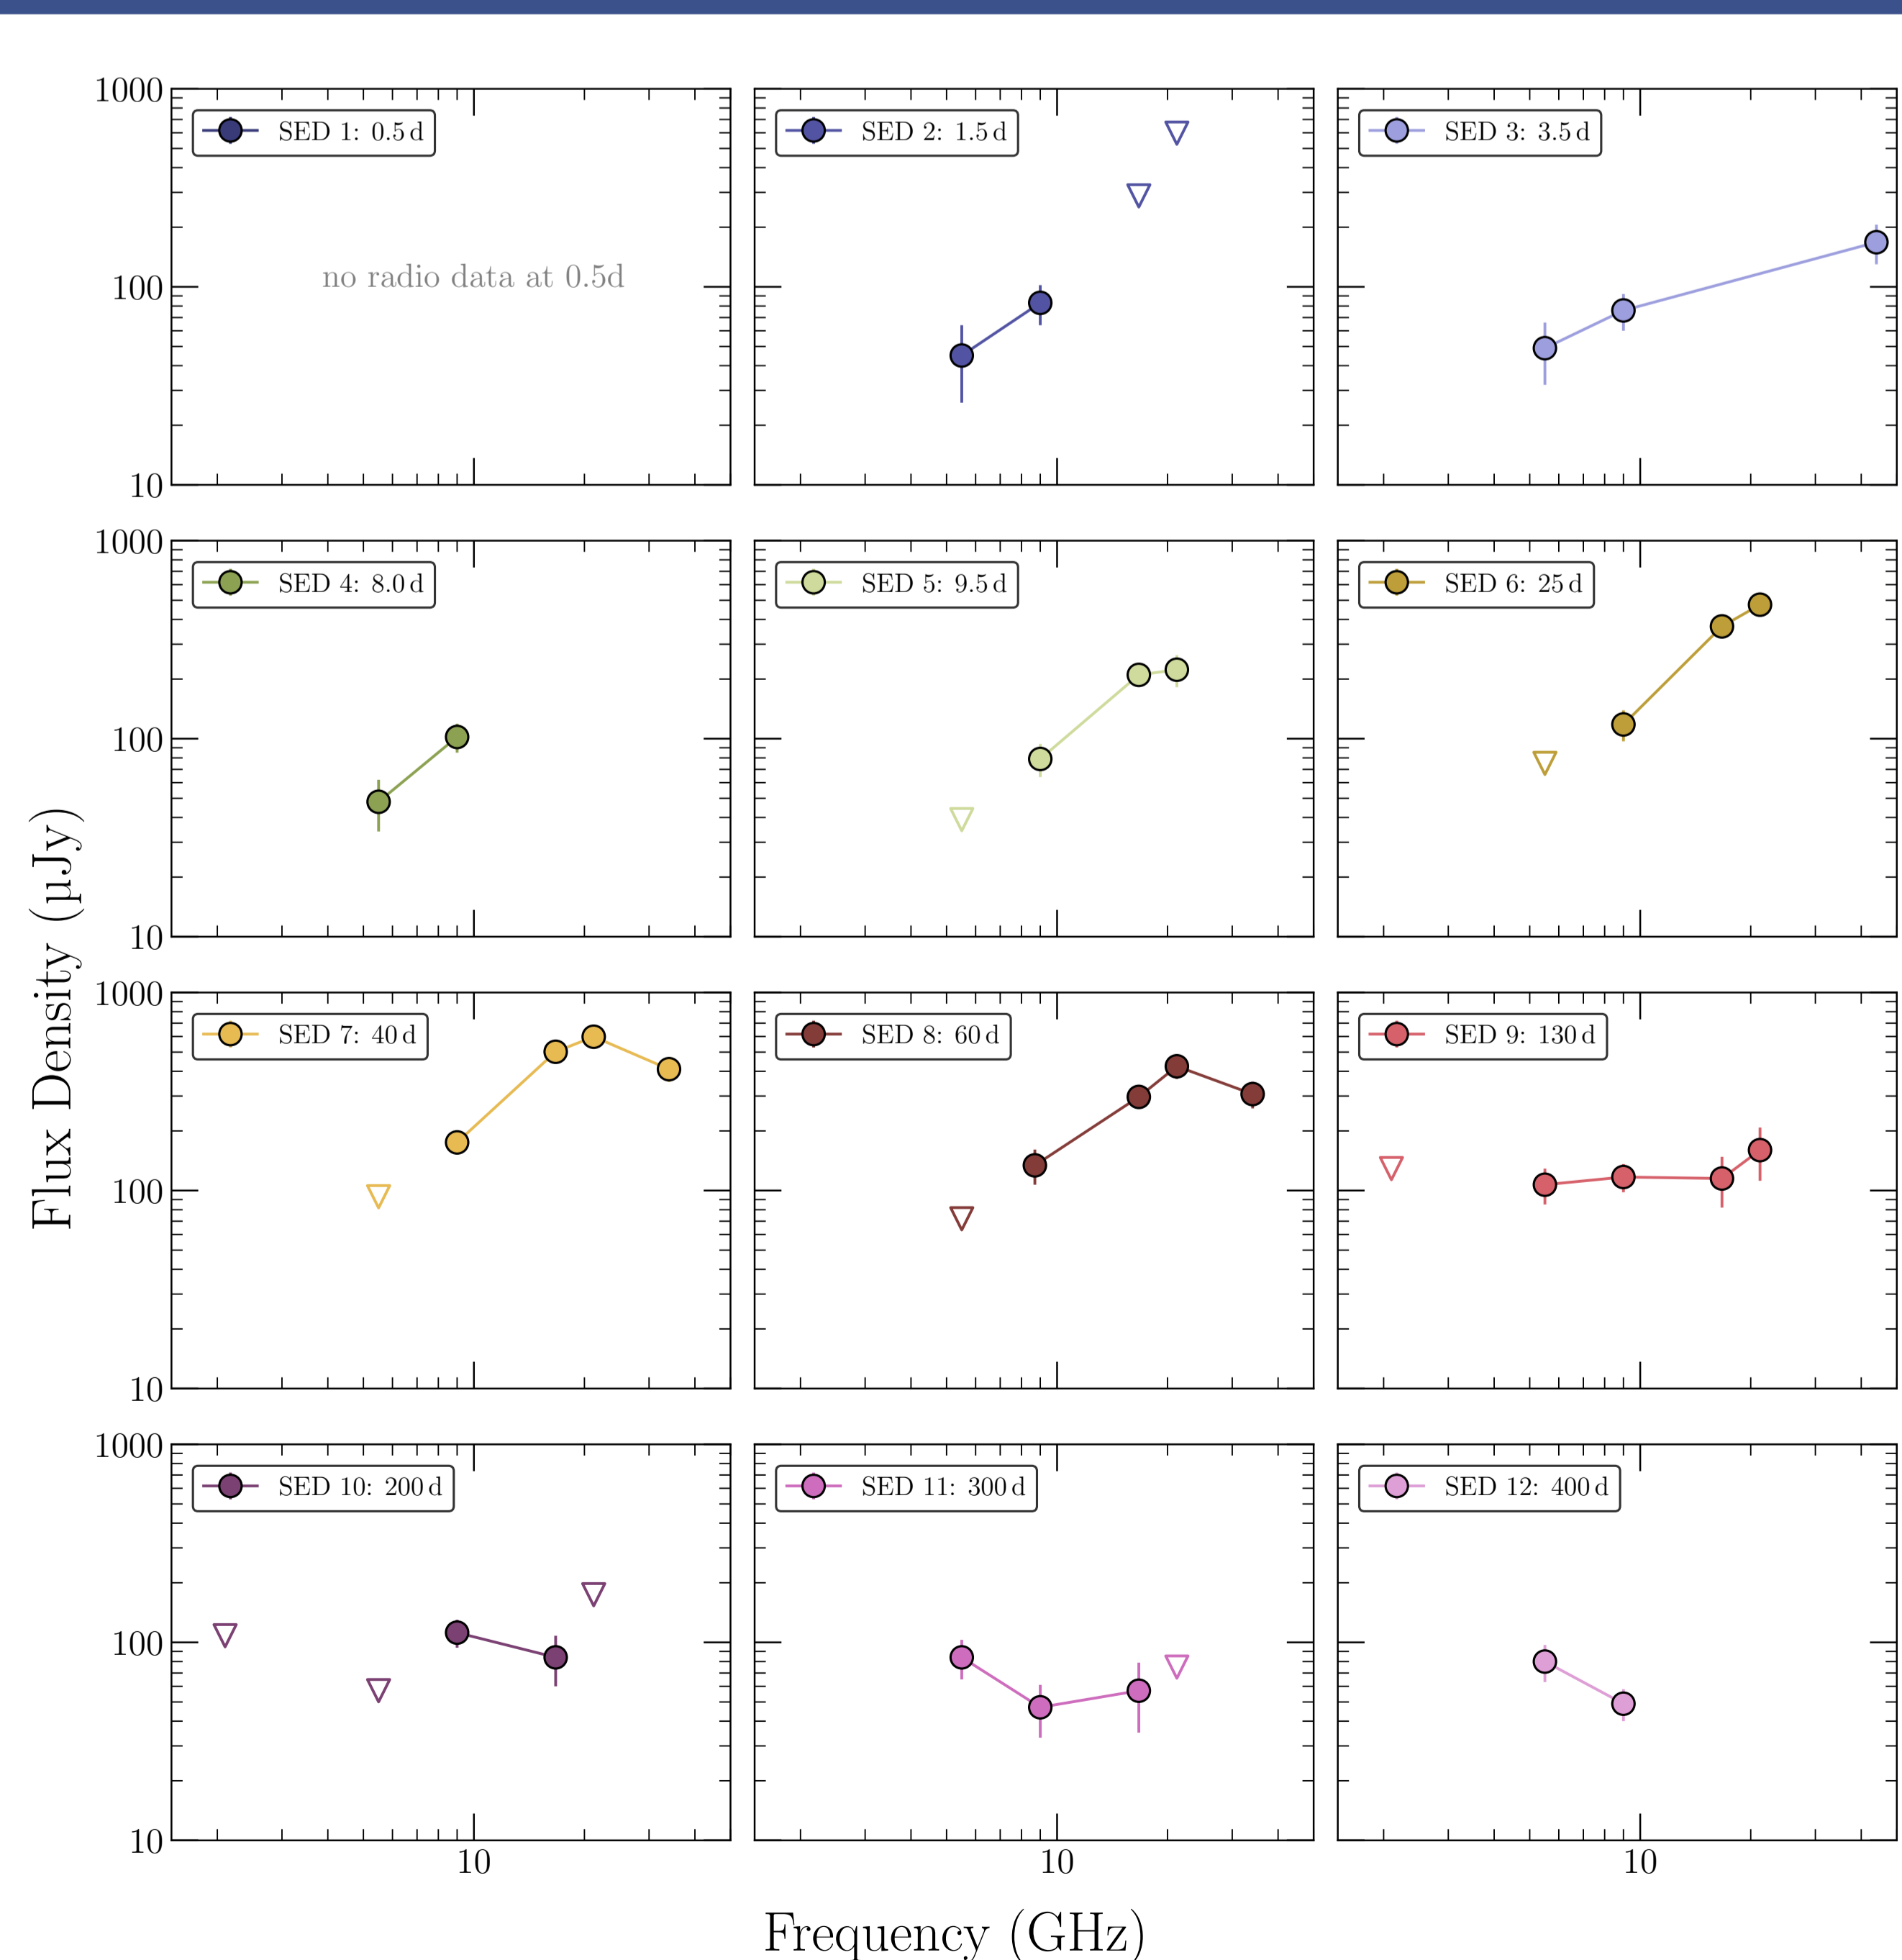 1000
100
10
SED 1: 0.5 d
no radio data at 0.5d
SED 2: 1.5 d
SED 3: 3.5 d
1000
100
10
SED 4: 8.0 d
SED 5: 9.5 d
SED 6: 25 d
1000
100
10
SED 7: 40 d
SED 8: 60 d
SED 9: 130 d
1000
100
10
SED 10: 200 d
SED 11: 300 d
SED 12: 400 d
10
10
10
Flux Density (µJy)
Frequency (GHz)